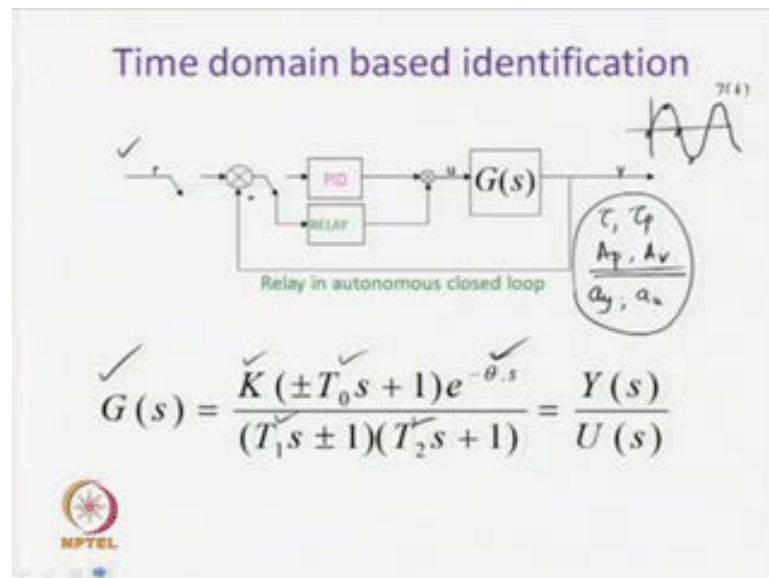 Time domain based identification
y(t)
r
PID
u
G(s)
y
-
RELAY
τ, τp
Ap, Av
ay, au
Relay in autonomous closed loop
G(s) = K(±T₀s + 1)e^(-θ.s) / (T₁s ± 1)(T₂s + 1) = Y(s) / U(s)
NPTEL